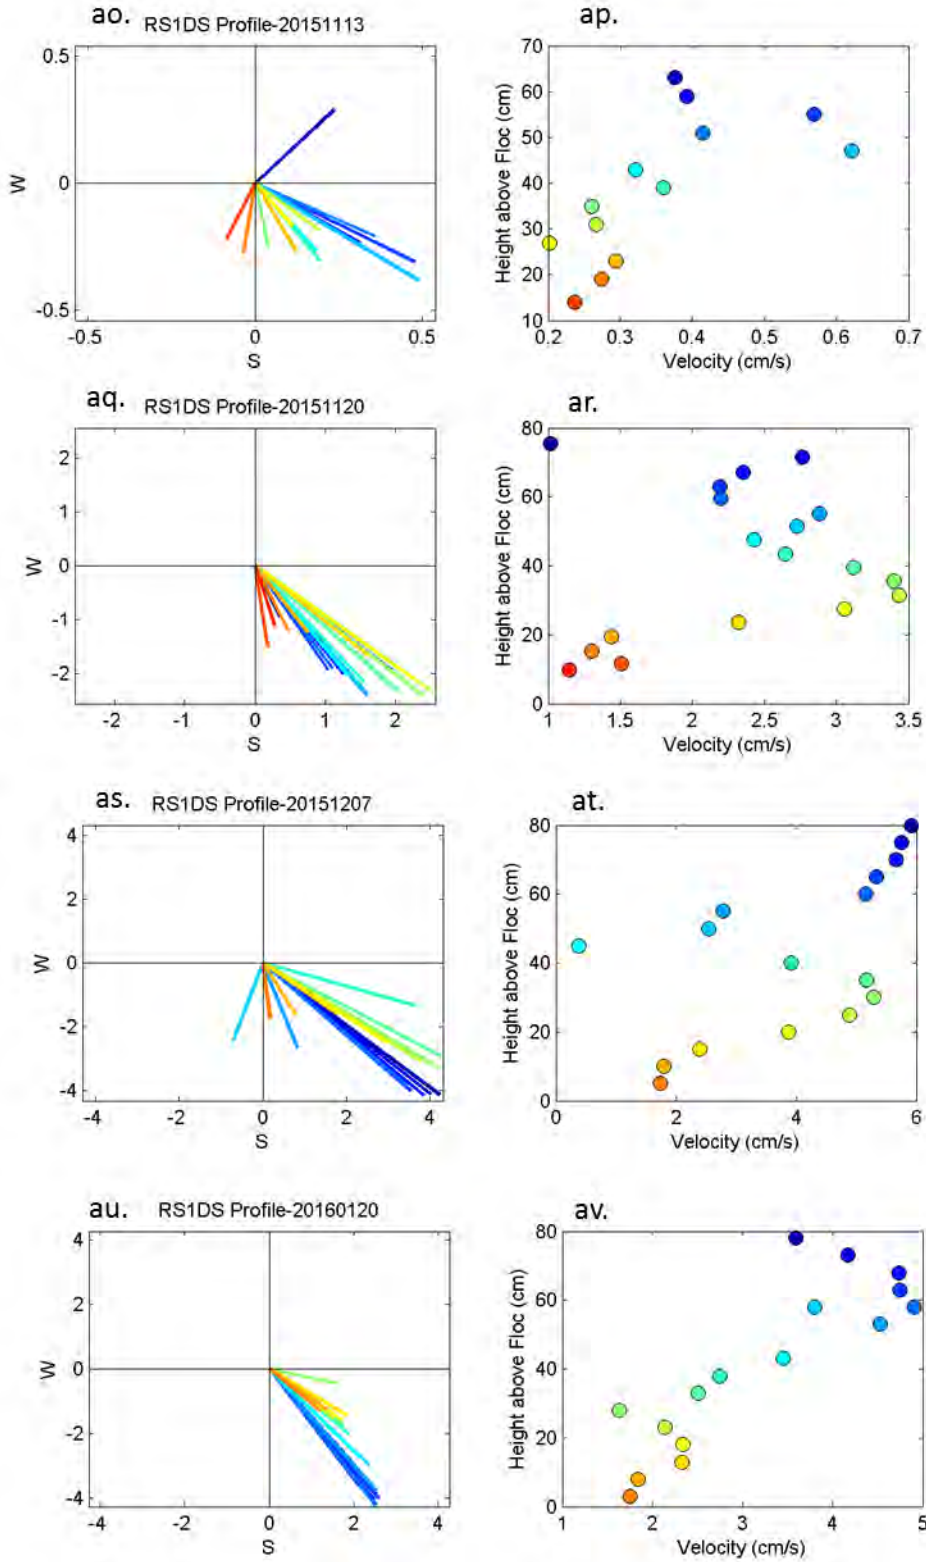 ao. RS1DS Profile-20151113
0.5
0
-0.5
W
-0.5 0 0.5
S
ap.
70
60
50
40
30
20
10
Height above Floc (cm)
0.2 0.3 0.4 0.5 0.6 0.7
Velocity (cm/s)
aq. RS1DS Profile-20151120
2
1
0
-1
-2
W
-2 -1 0 1 2
S
ar.
80
60
40
20
0
Height above Floc (cm)
1 1.5 2 2.5 3 3.5
Velocity (cm/s)
as. RS1DS Profile-20151207
4
2
0
-2
-4
W
-4 -2 0 2 4
S
at.
80
60
40
20
0
Height above Floc (cm)
0 2 4 6
Velocity (cm/s)
au. RS1DS Profile-20160120
4
2
0
-2
-4
W
-4 -2 0 2 4
S
av.
80
60
40
20
0
Height above Floc (cm)
1 2 3 4 5
Velocity (cm/s)